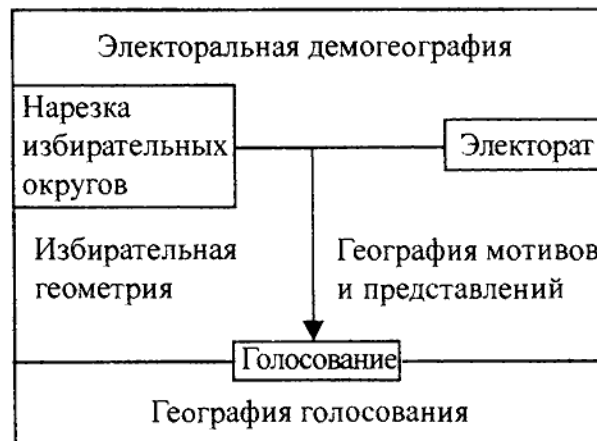 Электоральная демогеография
Нарезка
избирательных
округов
Электорат
Избирательная
геометрия
География мотивов
и представлений
Голосование
География голосования